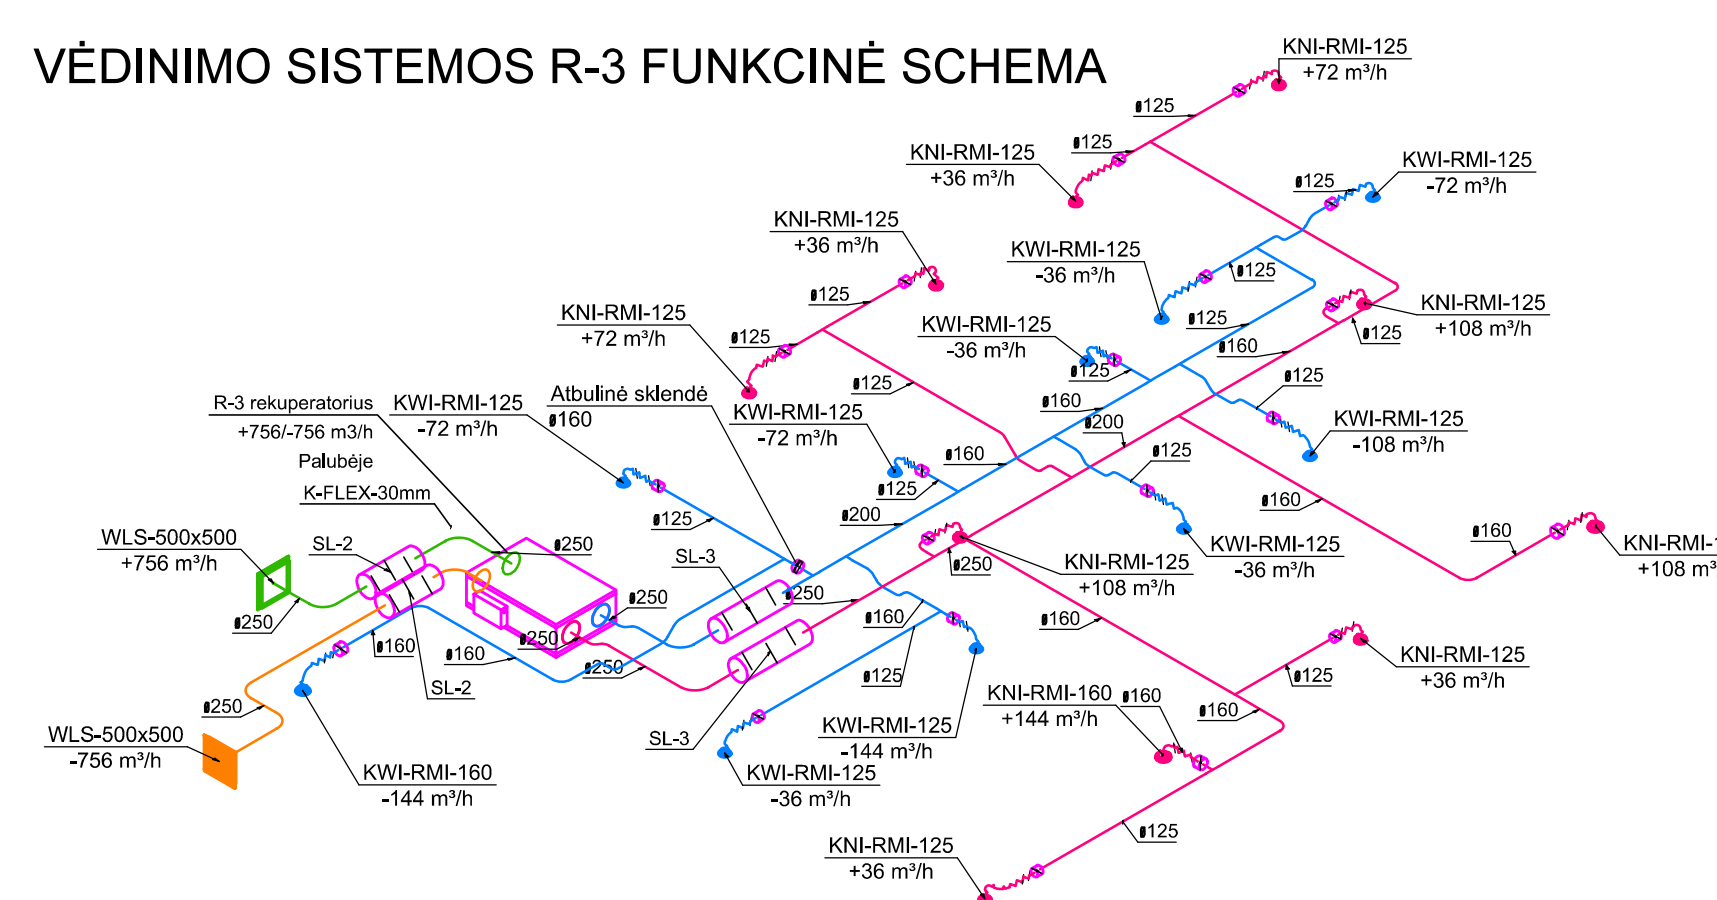 VĖDINIMO SISTEMOS R-3 FUNKCINĖ SCHEMA
KNI-RMI-125
+72 m³/h
ø125
ø125
KNI-RMI-125
+36 m³/h
KWI-RMI-125
-72 m³/h
ø125
KNI-RMI-125
+36 m³/h
KWI-RMI-125
-36 m³/h
ø125
ø125
KNI-RMI-125
+72 m³/h
ø125
KWI-RMI-125
-36 m³/h
ø125
KNI-RMI-125
+108 m³/h
ø125
ø160
ø125
ø125
ø125
R-3 rekuperatorius
+756/-756 m3/h
Palubėje
K-FLEX-30mm
KWI-RMI-125
-72 m³/h
Atbulinė sklendė
ø160
KWI-RMI-125
-72 m³/h
ø160
ø200
KWI-RMI-125
-108 m³/h
ø160
ø125
ø125
ø160
ø125
ø200
WLS-500x500
+756 m³/h
SL-2
ø250
SL-3
ø250
KNI-RMI-125
+108 m³/h
KWI-RMI-125
-36 m³/h
ø160
KNI-RMI-1
+108 m³
ø250
ø250
ø250
ø160
ø160
ø250
ø160
ø160
ø250
ø125
SL-2
ø250
WLS-500x500
-756 m³/h
KWI-RMI-160
-144 m³/h
SL-3
KWI-RMI-125
-144 m³/h
KWI-RMI-125
-36 m³/h
KNI-RMI-160
+144 m³/h
ø160
ø160
ø125
KNI-RMI-125
+36 m³/h
ø125
KNI-RMI-125
+36 m³/h